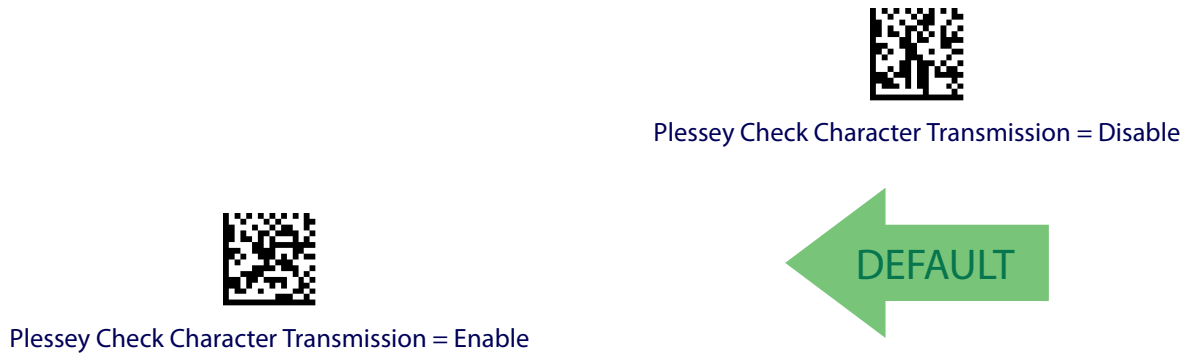 Plessey Check Character Transmission = Disable
DEFAULT
Plessey Check Character Transmission = Enable